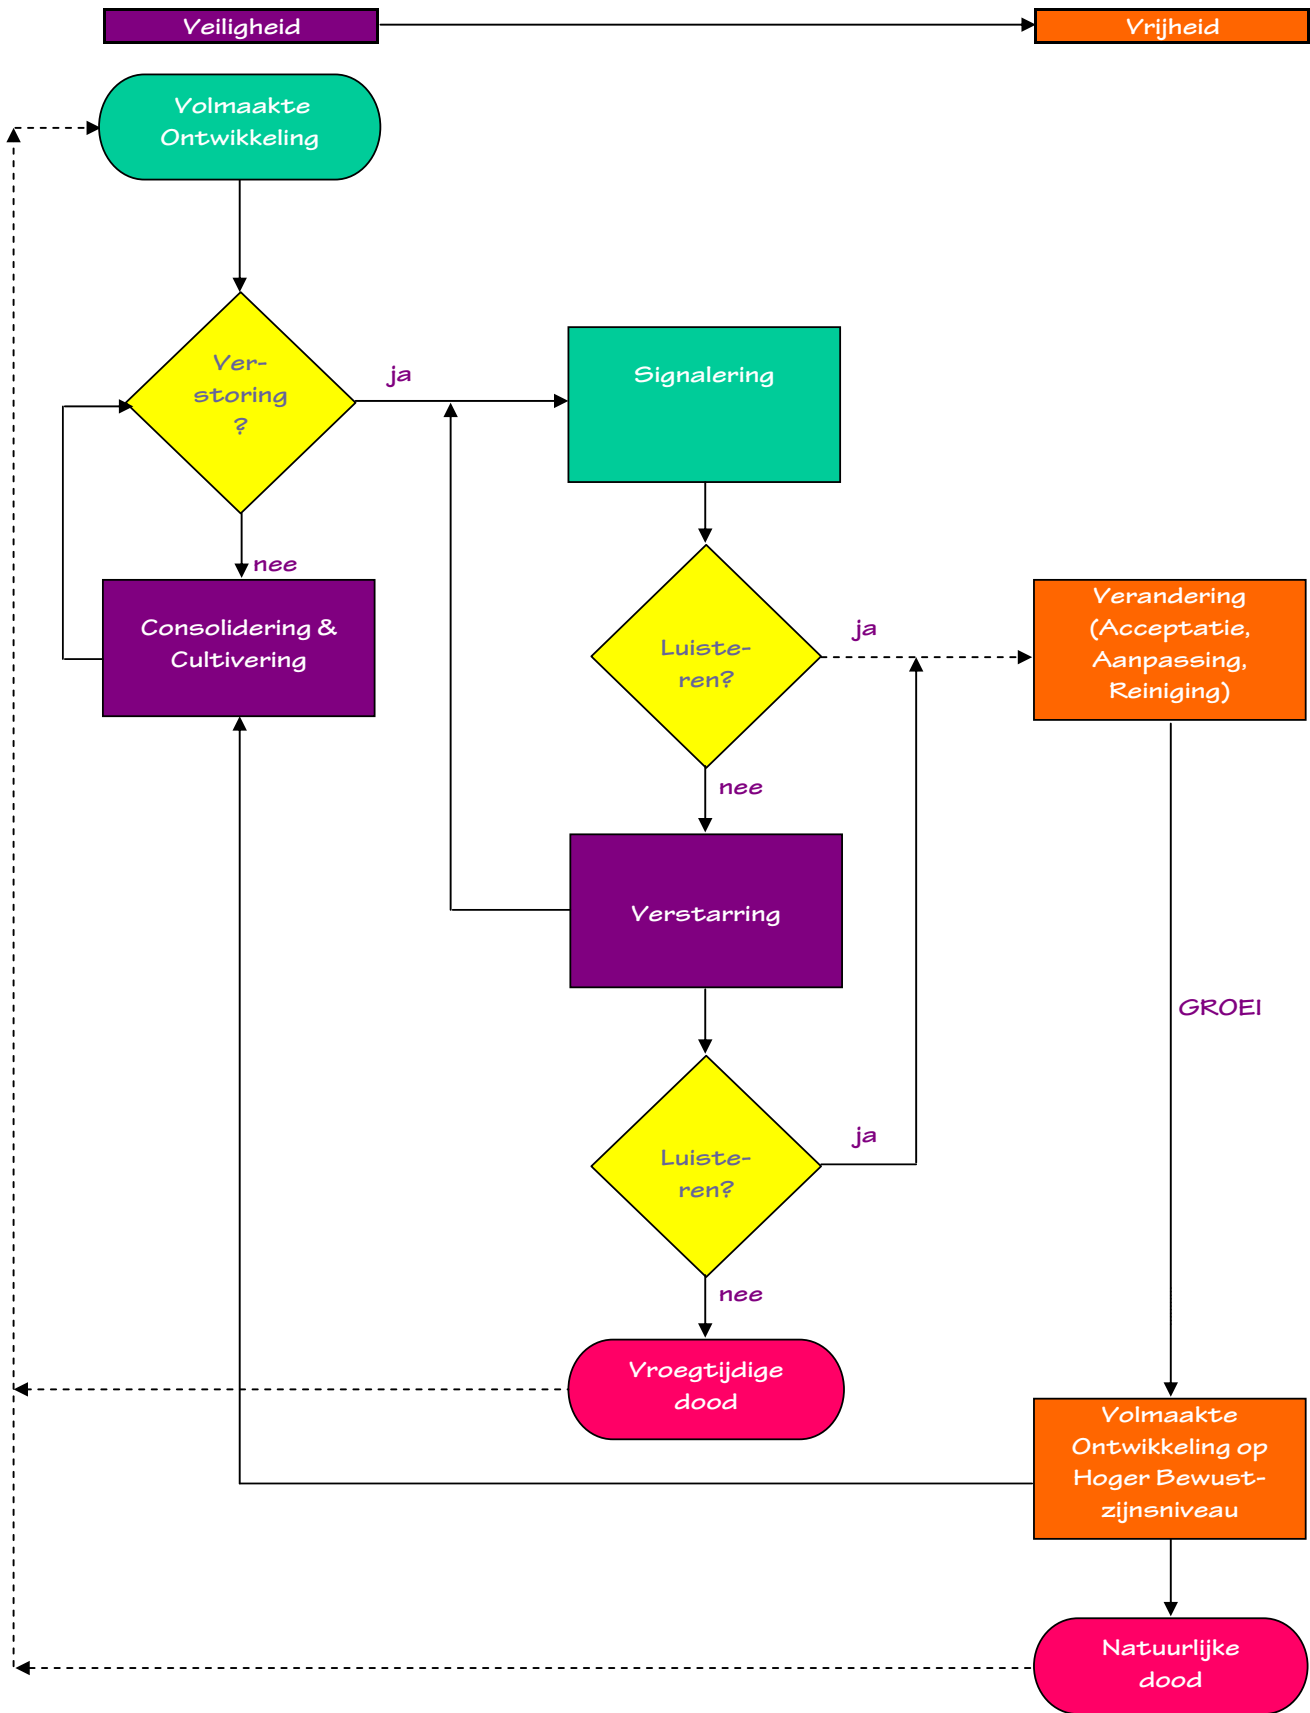 Veiligheid
Vrijheid
Volmaakte
Ontwikkeling
Ver-
storing
?
ja
Signalering
nee
Consolidering &
Cultivering
Luiste-
ren?
ja
Verandering
(Acceptatie,
Aanpassing,
Reiniging)
nee
Verstarring
GROEI
Luiste-
ren?
ja
nee
Vroegtijdige
dood
Volmaakte
Ontwikkeling op
Hoger Bewust-
zijnsniveau
Natuurlijke
dood